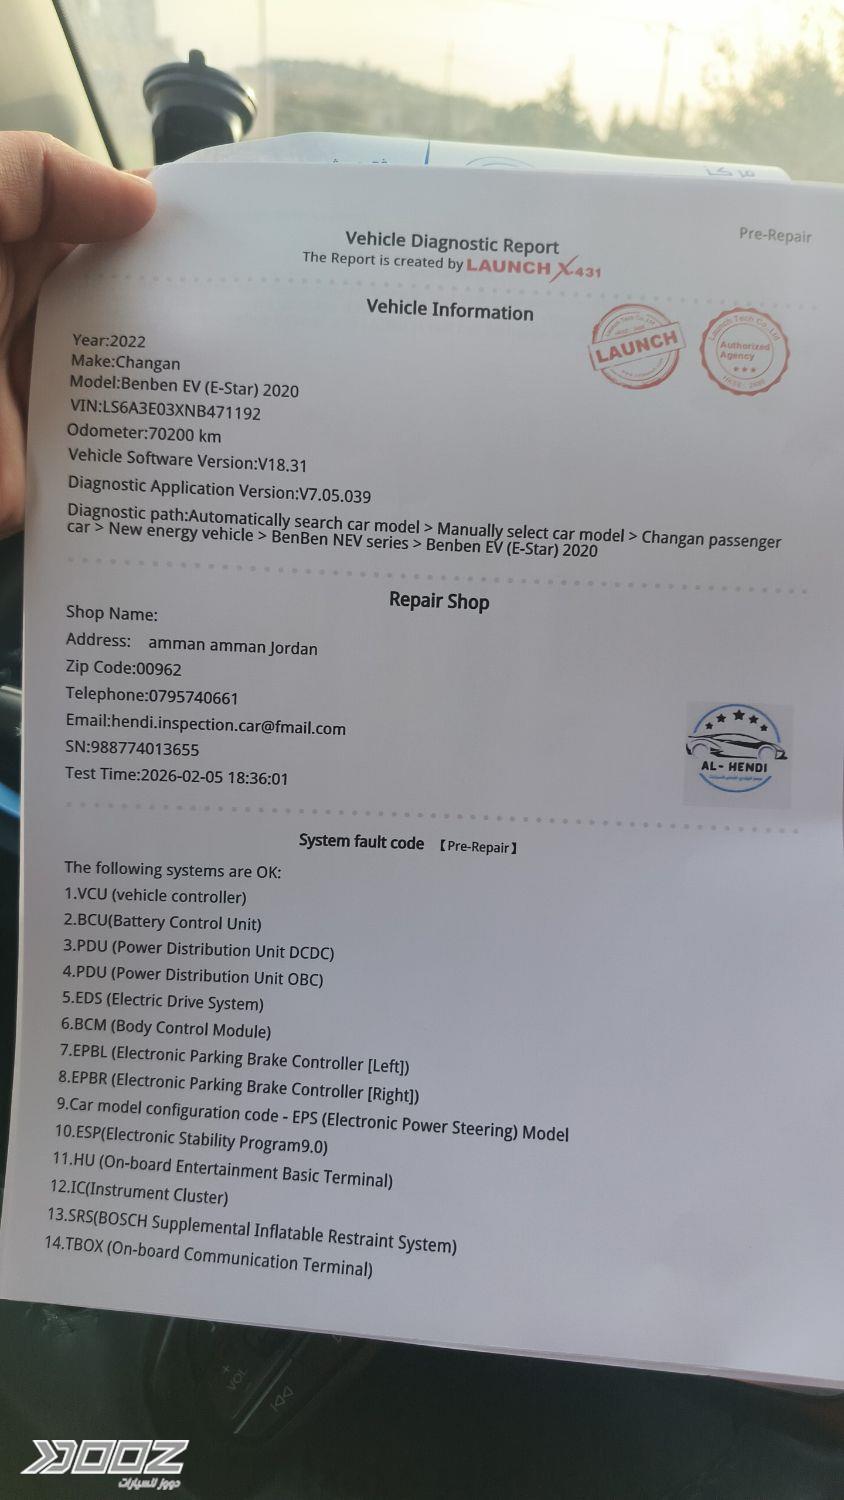 Pre-Repair
Vehicle Diagnostic Report
The Report is created by LAUNCH X431
Vehicle Information
Year:2022
Make:Changan
Model:Benben EV (E-Star) 2020
VIN:LS6A3E03XNB471192
Odometer:70200 km
Vehicle Software Version:V18.31
Diagnostic Application Version:V7.05.039
Diagnostic path:Automatically search car model > Manually select car model > Changan passenger
car > New energy vehicle > BenBen NEV series > Benben EV (E-Star) 2020
LAUNCH
Launch Tech Co.,Ltd
Authorized
Agency
Repair Shop
Shop Name:
Address: amman amman Jordan
Zip Code:00962
Telephone:0795740661
Email:hendi.inspection.car@fmail.com
SN:988774013655
Test Time:2026-02-05 18:36:01
AL- HENDI
System fault code 【Pre-Repair】
The following systems are OK:
1.VCU (vehicle controller)
2.BCU(Battery Control Unit)
3.PDU (Power Distribution Unit DCDC)
4.PDU (Power Distribution Unit OBC)
5.EDS (Electric Drive System)
6.BCM (Body Control Module)
7.EPBL (Electronic Parking Brake Controller [Left])
8.EPBR (Electronic Parking Brake Controller [Right])
9.Car model configuration code - EPS (Electronic Power Steering) Model
10.ESP(Electronic Stability Program9.0)
11.HU (On-board Entertainment Basic Terminal)
12.IC(Instrument Cluster)
13.SRS(BOSCH Supplemental Inflatable Restraint System)
14.TBOX (On-board Communication Terminal)
+
VOL
DOOZ
دووز للسيارات